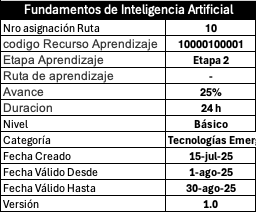 Fundamentos de Inteligencia Artificial
Nro asignación Ruta 10
codigo Recurso Aprendizaje 10000100001
Etapa Aprendizaje Etapa 2
Ruta de aprendizaje -
Avance 25%
Duracion 24 h
Nivel Básico
Categoría Tecnologías Emer
Fecha Creado 15-jul-25
Fecha Válido Desde 1-ago-25
Fecha Válido Hasta 30-ago-25
Versión 1.0